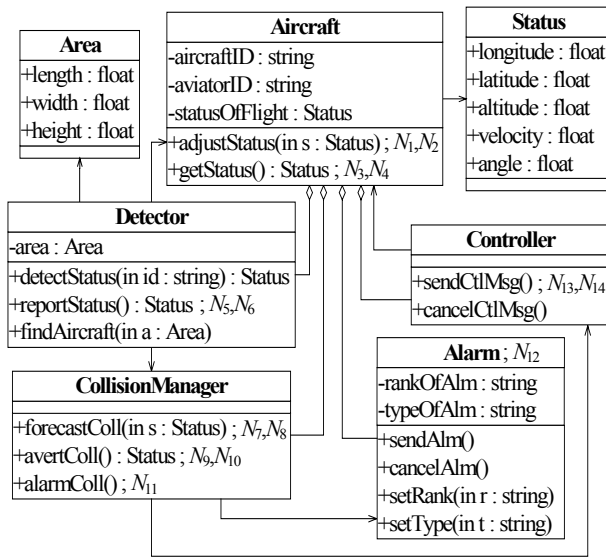 Area
+length : float
+width : float
+height : float
Aircraft
-aircraftID : string
-aviatorID : string
-statusOfFlight : Status
+adjustStatus(in s : Status) ; N₁,N₂
+getStatus() : Status ; N₃,N₄
Status
+longitude : float
+latitude : float
+altitude : float
+velocity : float
+angle : float
Detector
-area : Area
+detectStatus(in id : string) : Status
+reportStatus() : Status ; N₅,N₆
+findAircraft(in a : Area)
Controller
+sendCtlMsg() ; N₁₃,N₁₄
+cancelCtlMsg()
CollisionManager
+forecastColl(in s : Status) ; N₇,N₈
+avertColl() : Status ; N₉,N₁₀
+alarmColl() ; N₁₁
Alarm ; N₁₂
-rankOfAlm : string
-typeOfAlm : string
+sendAlm()
+cancelAlm()
+setRank(in r : string)
+setType(in t : string)